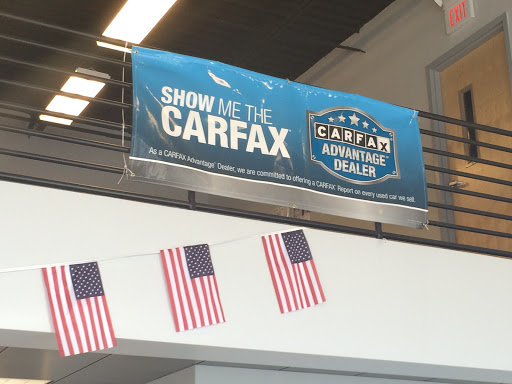 EXIT
SHOW ME THE
CARFAX
CARFAX
ADVANTAGE®
DEALER
As a CARFAX Advantage® Dealer, we are committed to offering a CARFAX® Report on every used car we sell.